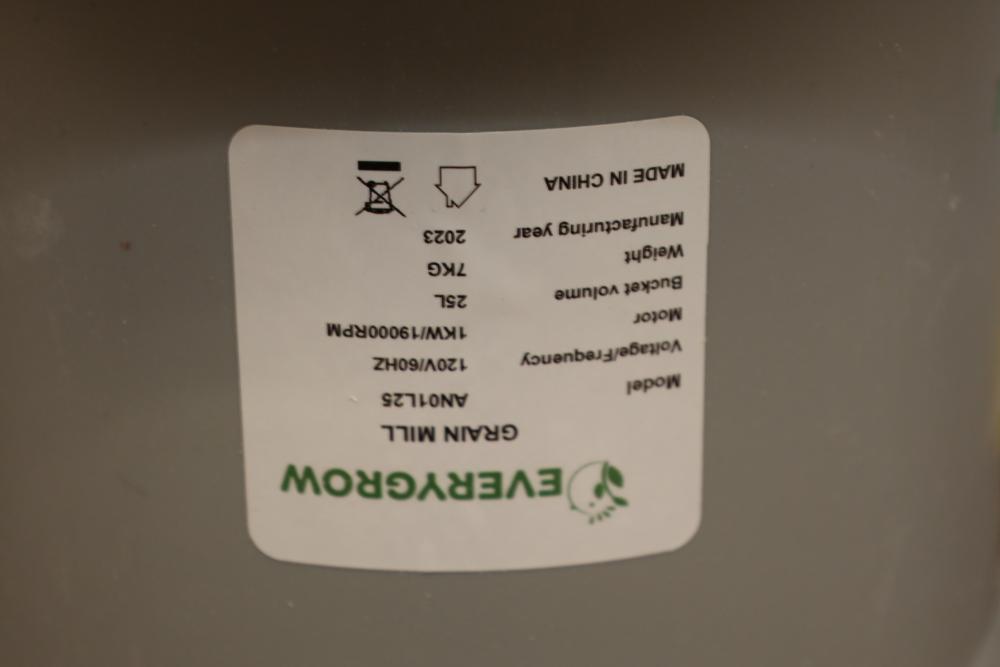 EVERYGROW
GRAIN MILL
Model AN01L25
Voltage/Frequency 120V/60HZ
Motor 1KW/19000RPM
Bucket volume 25L
Weight 7KG
Manufacturing year 2023
MADE IN CHINA